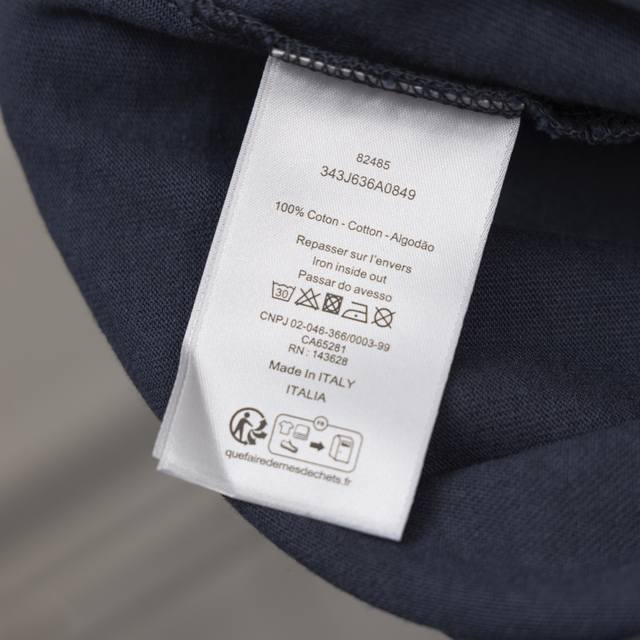 82485
343J636A0849
100% Coton - Cotton - Algodão
Repasser sur l'envers
Iron inside out
Passar do avesso
30
CNPJ 02-046-366/0003-99
CA65281
RN : 143628
Made In ITALY
ITALIA
FR
quefairedemesdechets.fr